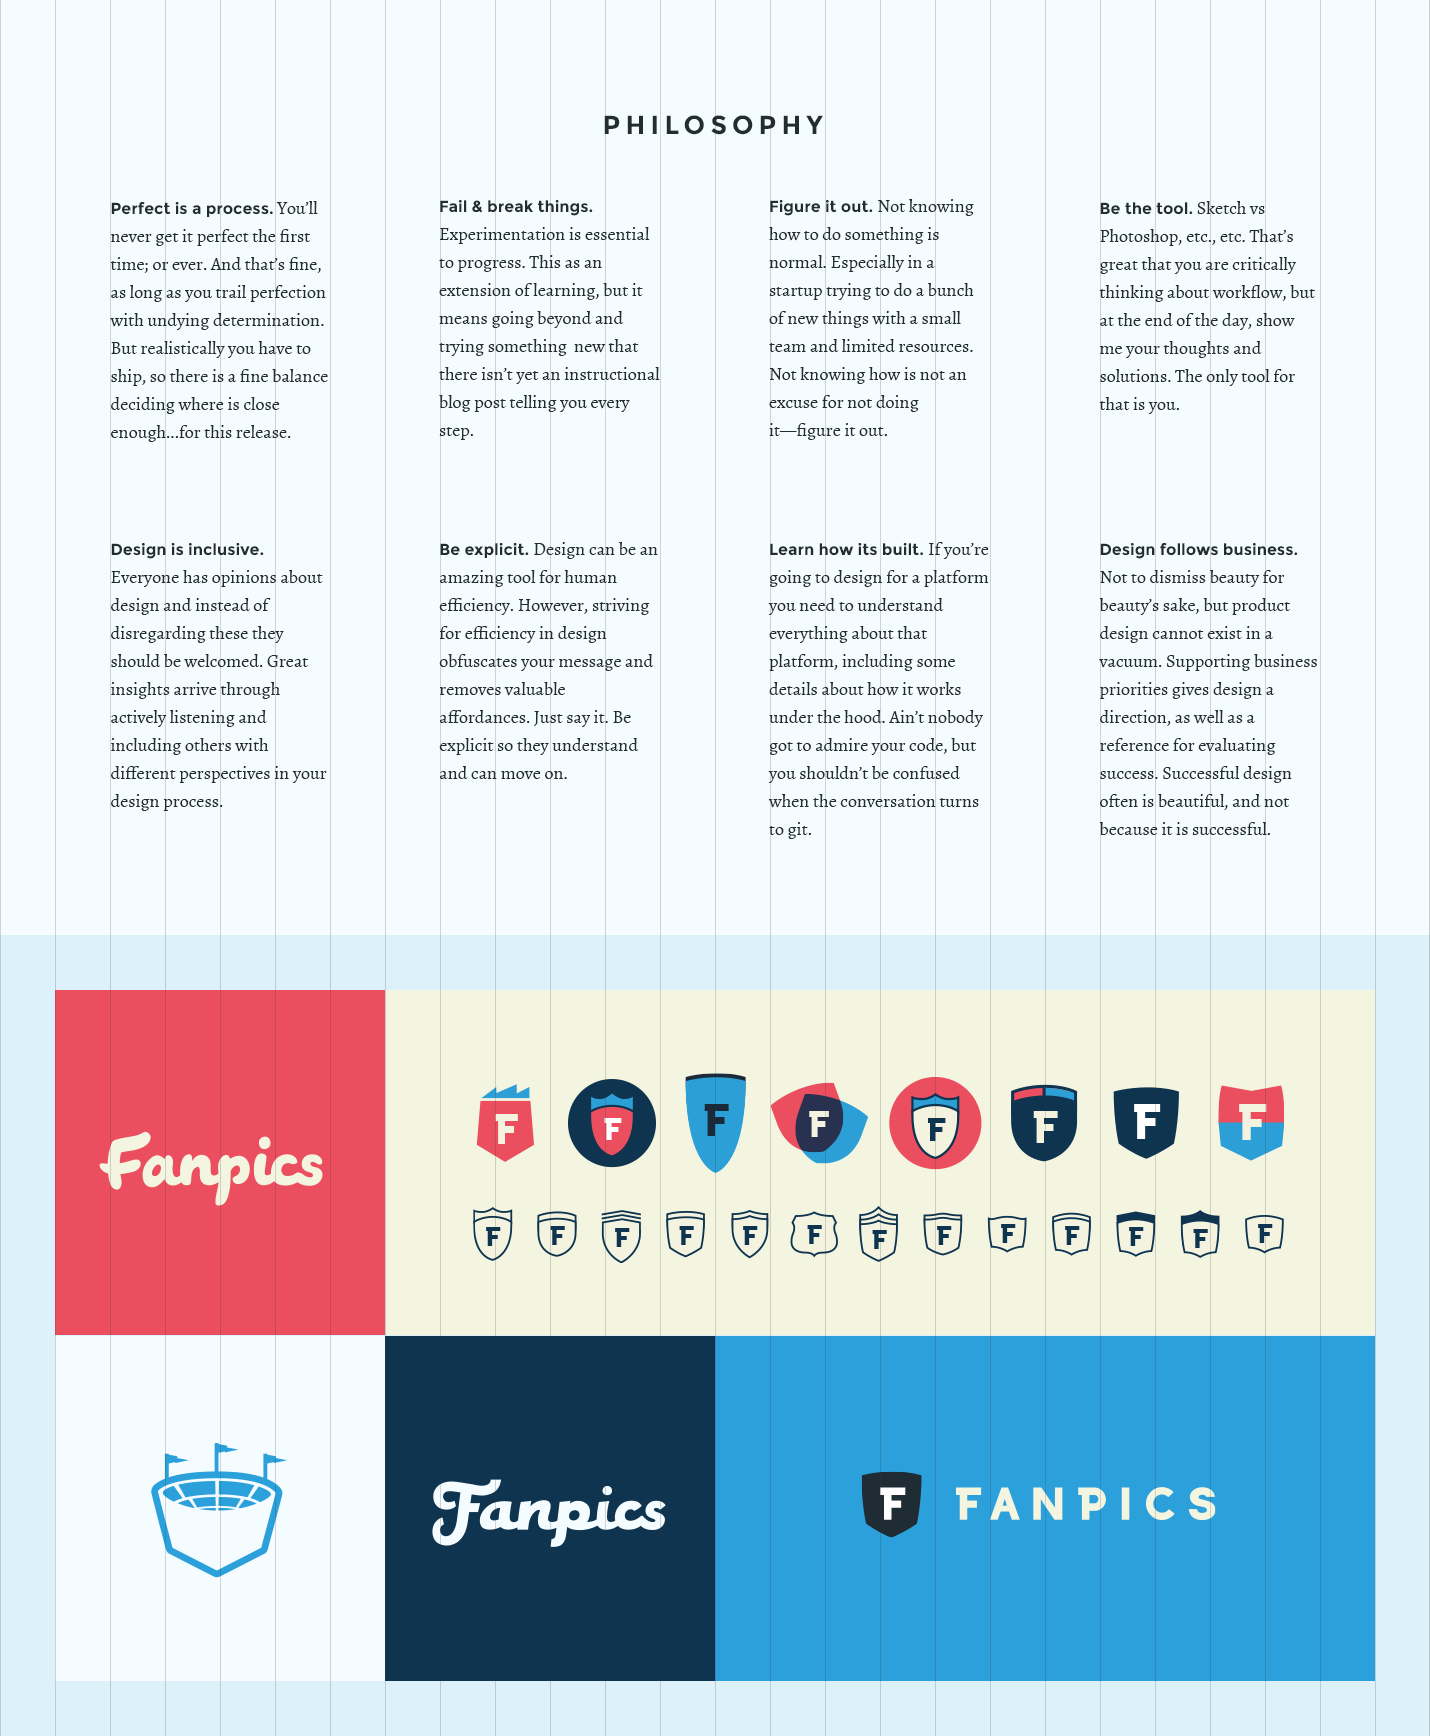 PHILOSOPHY
Perfect is a process. You’ll
never get it perfect the first
time; or ever. And that’s fine,
as long as you trail perfection
with undying determination.
But realistically you have to
ship, so there is a fine balance
deciding where is close
enough...for this release.
Fail & break things.
Experimentation is essential
to progress. This as an
extension of learning, but it
means going beyond and
trying something  new that
there isn’t yet an instructional
blog post telling you every
step.
Figure it out. Not knowing
how to do something is
normal. Especially in a
startup trying to do a bunch
of new things with a small
team and limited resources.
Not knowing how is not an
excuse for not doing
it—figure it out.
Be the tool. Sketch vs
Photoshop, etc., etc. That’s
great that you are critically
thinking about workflow, but
at the end of the day, show
me your thoughts and
solutions. The only tool for
that is you.
Design is inclusive.
Everyone has opinions about
design and instead of
disregarding these they
should be welcomed. Great
insights arrive through
actively listening and
including others with
different perspectives in your
design process.
Be explicit. Design can be an
amazing tool for human
efficiency. However, striving
for efficiency in design
obfuscates your message and
removes valuable
affordances. Just say it. Be
explicit so they understand
and can move on.
Learn how its built. If you’re
going to design for a platform
you need to understand
everything about that
platform, including some
details about how it works
under the hood. Ain’t nobody
got to admire your code, but
you shouldn’t be confused
when the conversation turns
to git.
Design follows business.
Not to dismiss beauty for
beauty’s sake, but product
design cannot exist in a
vacuum. Supporting business
priorities gives design a
direction, as well as a
reference for evaluating
success. Successful design
often is beautiful, and not
because it is successful.
Fanpics
F F F F F F F F
F F F F F F F F F F F F F
Fanpics
F FANPICS